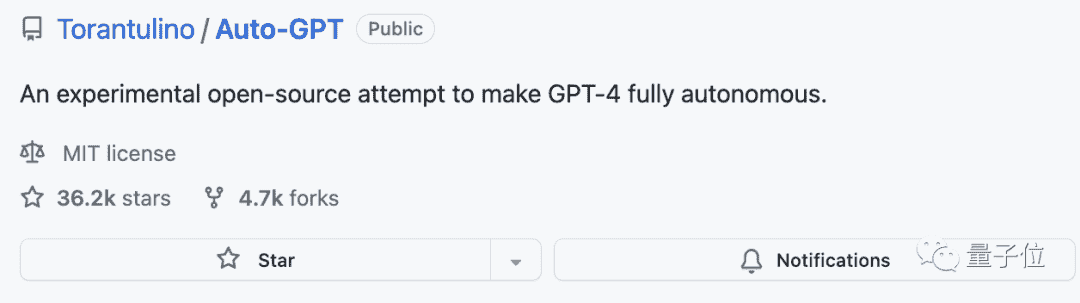 Torantulino / Auto-GPT Public
An experimental open-source attempt to make GPT-4 fully autonomous.
MIT license
36.2k stars 4.7k forks
Star Notifications 量子位